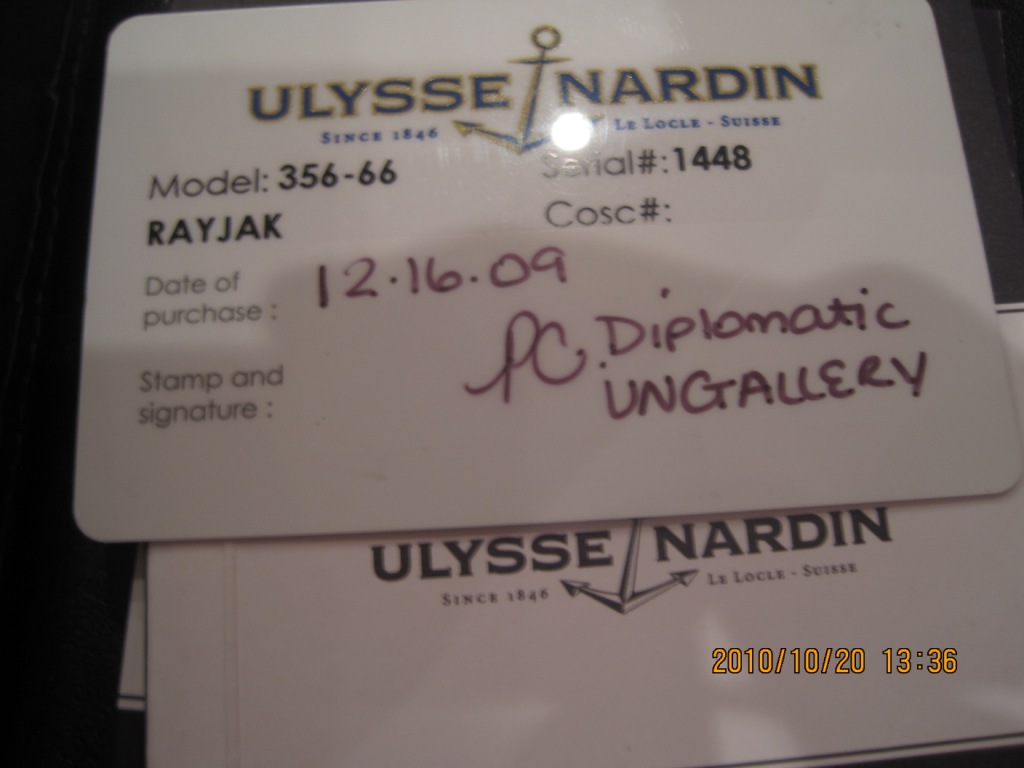 ULYSSE NARDIN
SINCE 1846 LE LOCLE - SUISSE
Model: 356-66 Serial#: 1448
RAYJAK Cosc#:
Date of
purchase : 12.16.09
Stamp and
signature :
PC. Diplomatic
UNGALLERY
ULYSSE NARDIN
SINCE 1846 LE LOCLE - SUISSE
2010/10/20 13:36